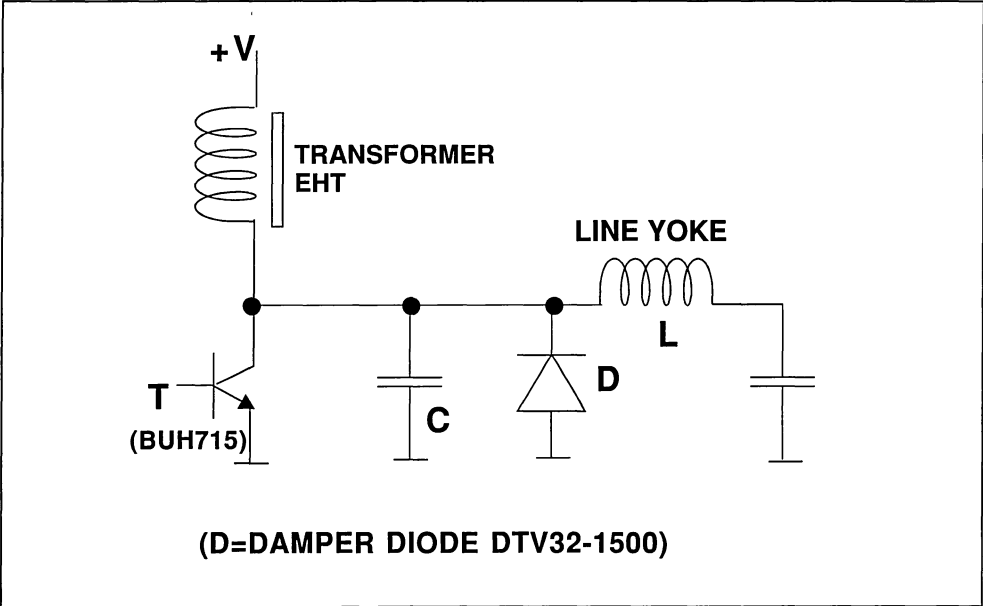 +V
TRANSFORMER
EHT
LINE YOKE
L
T
D
C
(BUH715)
(D=DAMPER DIODE DTV32-1500)